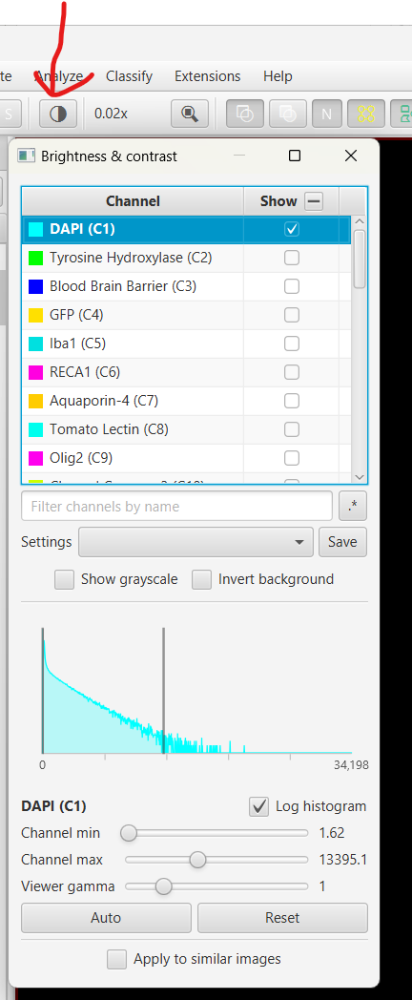 te Analyze Classify Extensions Help
S 0.02x N
Brightness & contrast
Channel Show
DAPI (C1)
Tyrosine Hydroxylase (C2)
Blood Brain Barrier (C3)
GFP (C4)
Iba1 (C5)
RECA1 (C6)
Aquaporin-4 (C7)
Tomato Lectin (C8)
Olig2 (C9)
Filter channels by name .*
Settings Save
Show grayscale Invert background
0 34,198
DAPI (C1) Log histogram
Channel min 1.62
Channel max 13395.1
Viewer gamma 1
Auto Reset
Apply to similar images